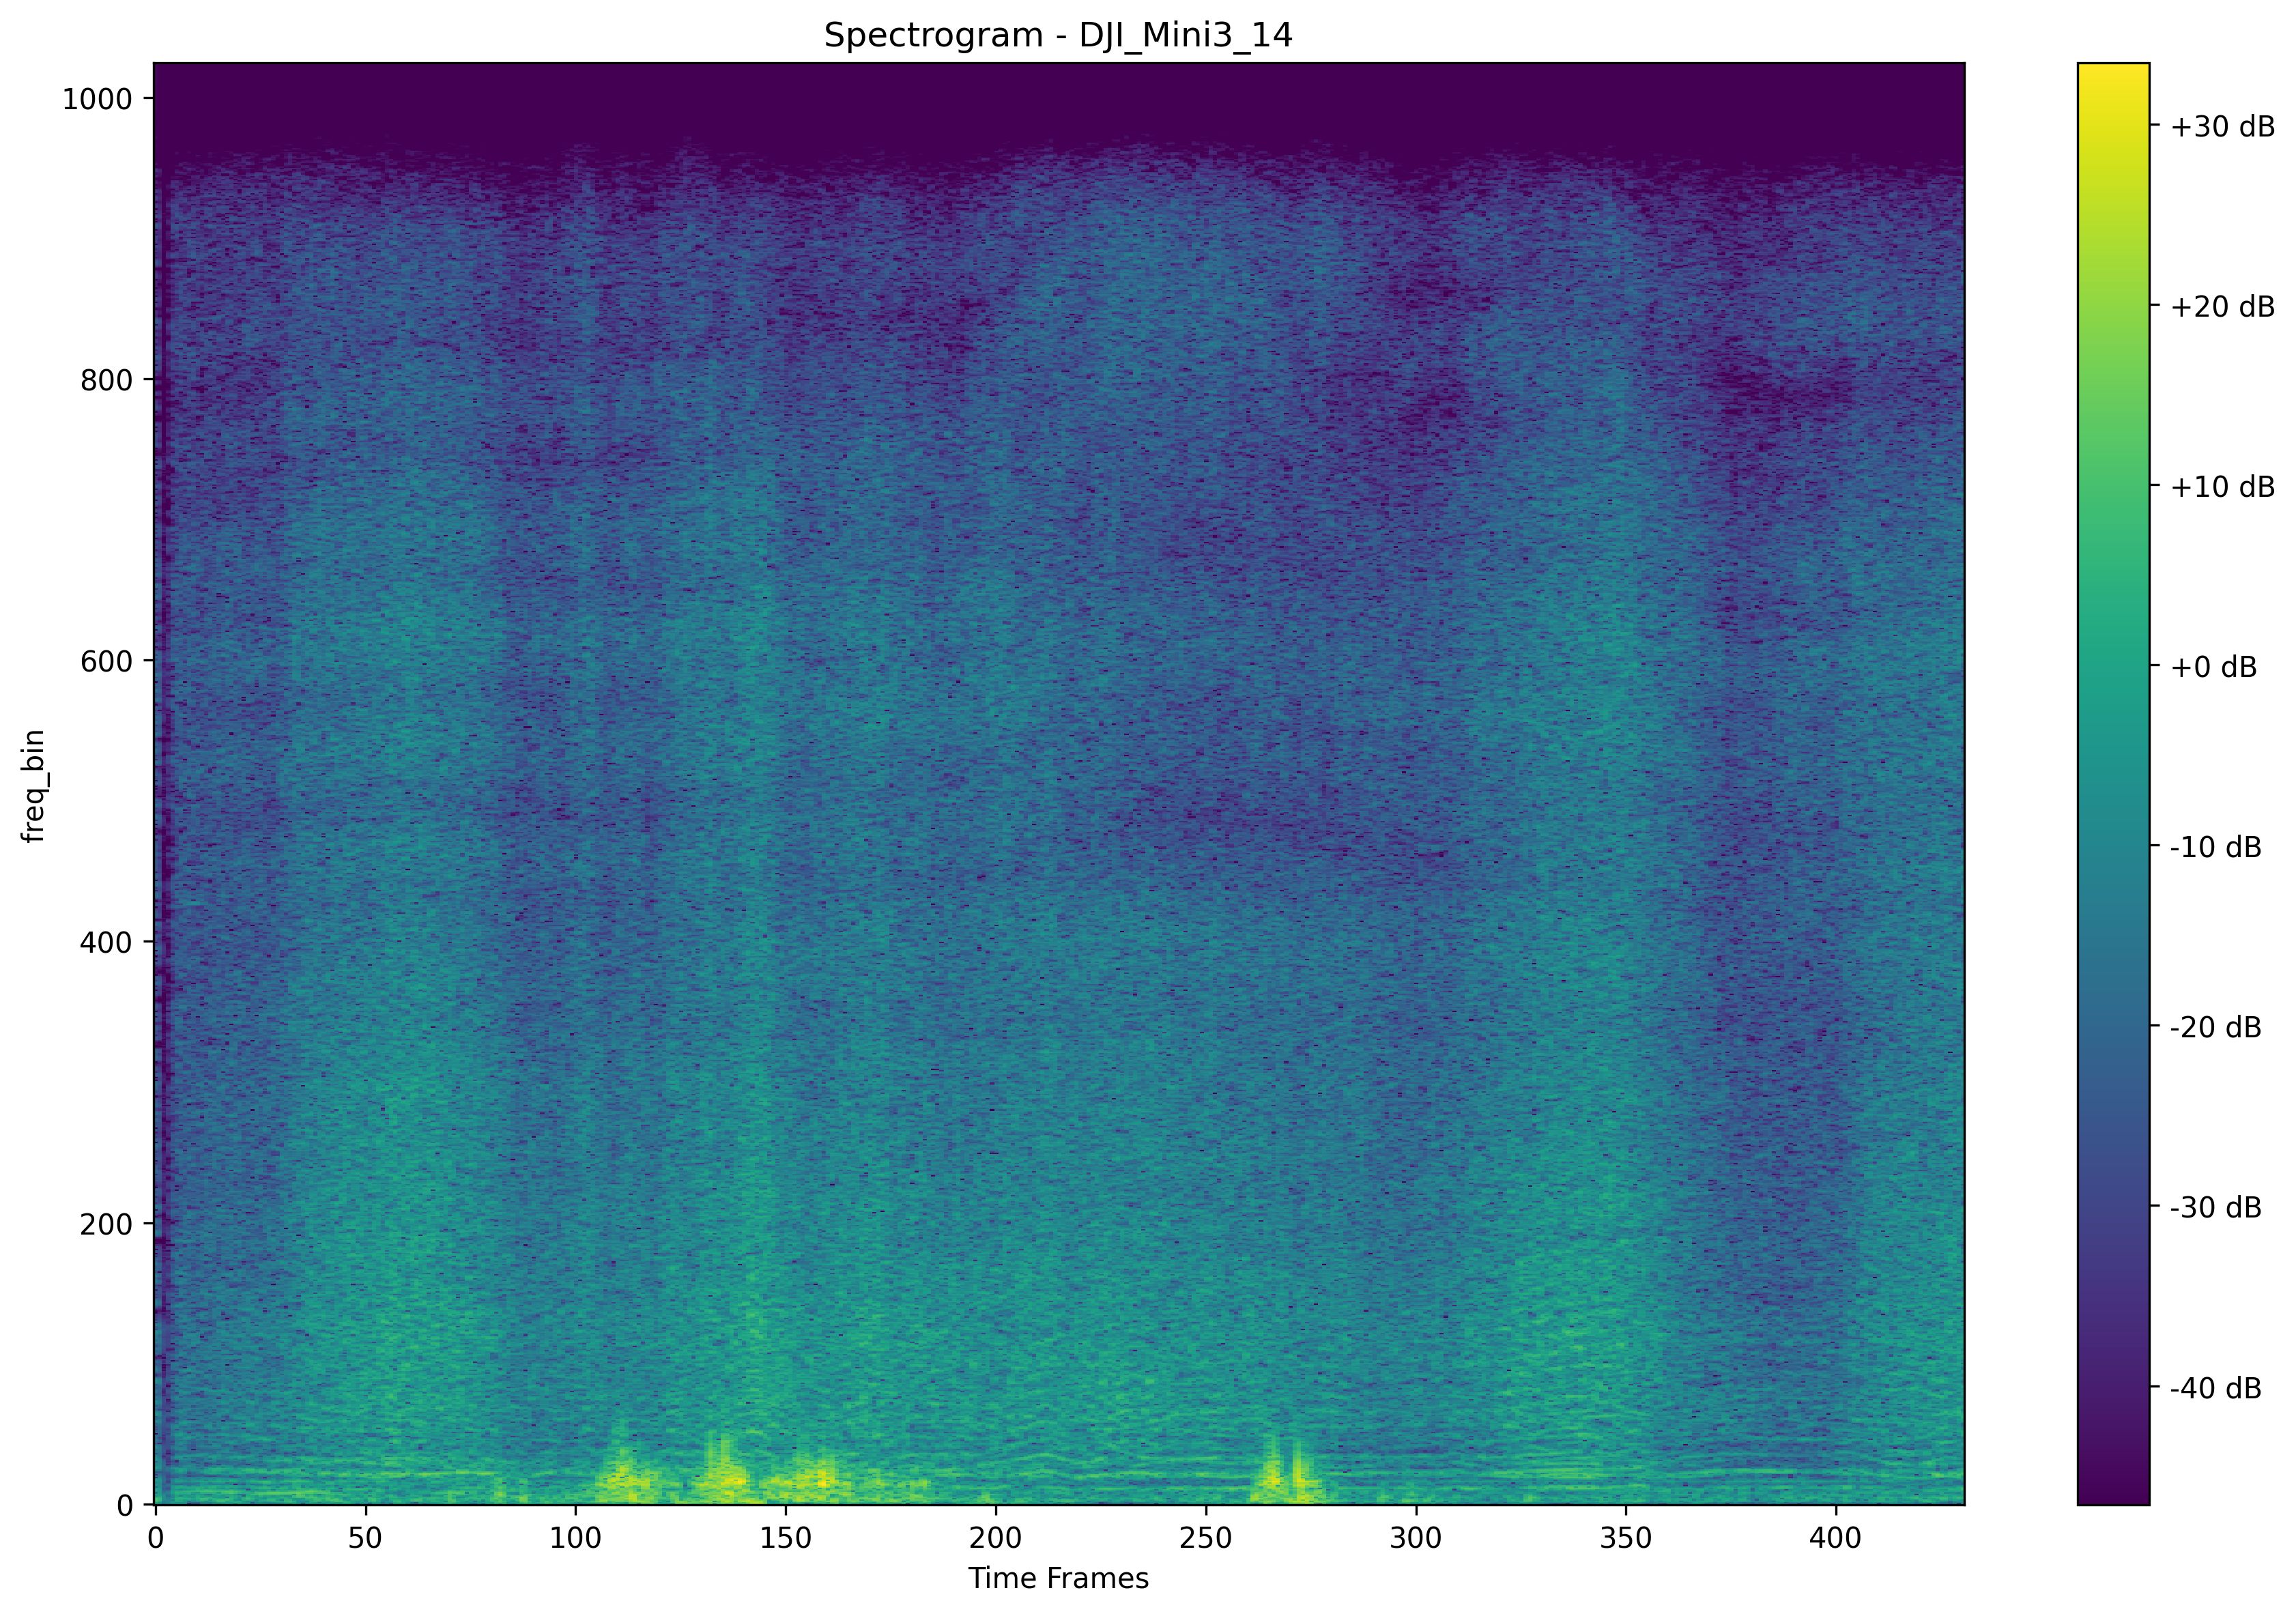 Spectrogram - DJI_Mini3_14
1000
800
600
400
200
0
freq_bin
0 50 100 150 200 250 300 350 400
Time Frames
+30 dB
+20 dB
+10 dB
+0 dB
-10 dB
-20 dB
-30 dB
-40 dB